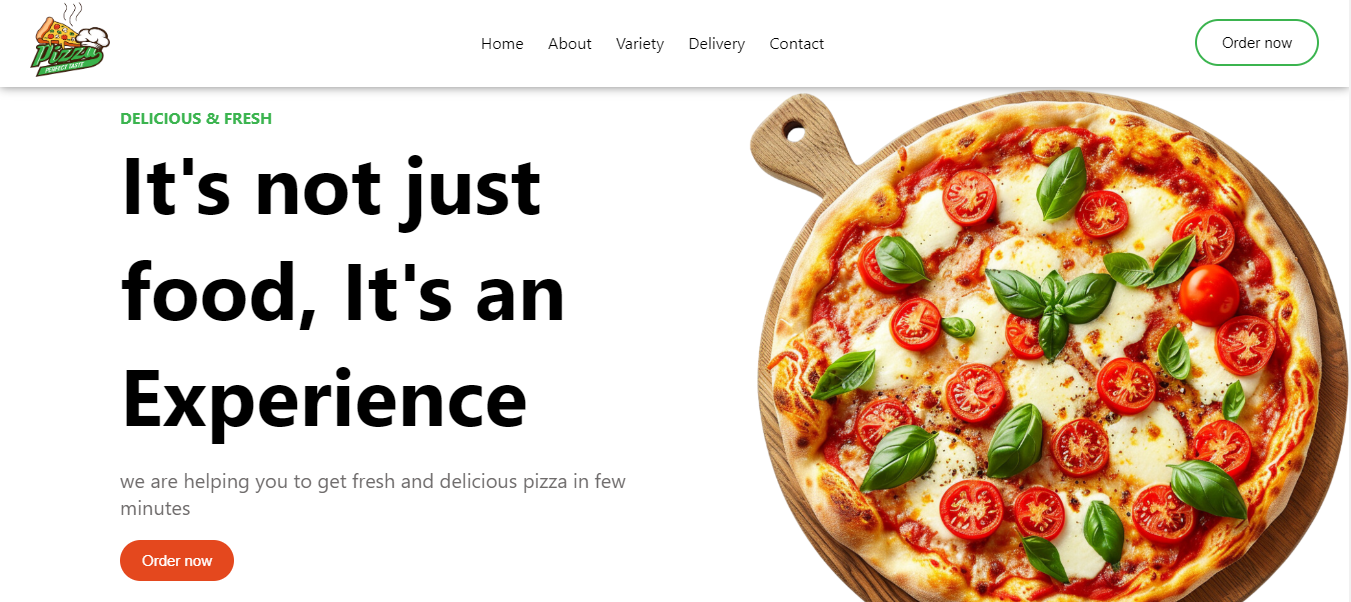 Pizza
PERFECT TASTE
Home About Variety Delivery Contact
Order now
DELICIOUS & FRESH
It's not just
food, It's an
Experience
we are helping you to get fresh and delicious pizza in few
minutes
Order now